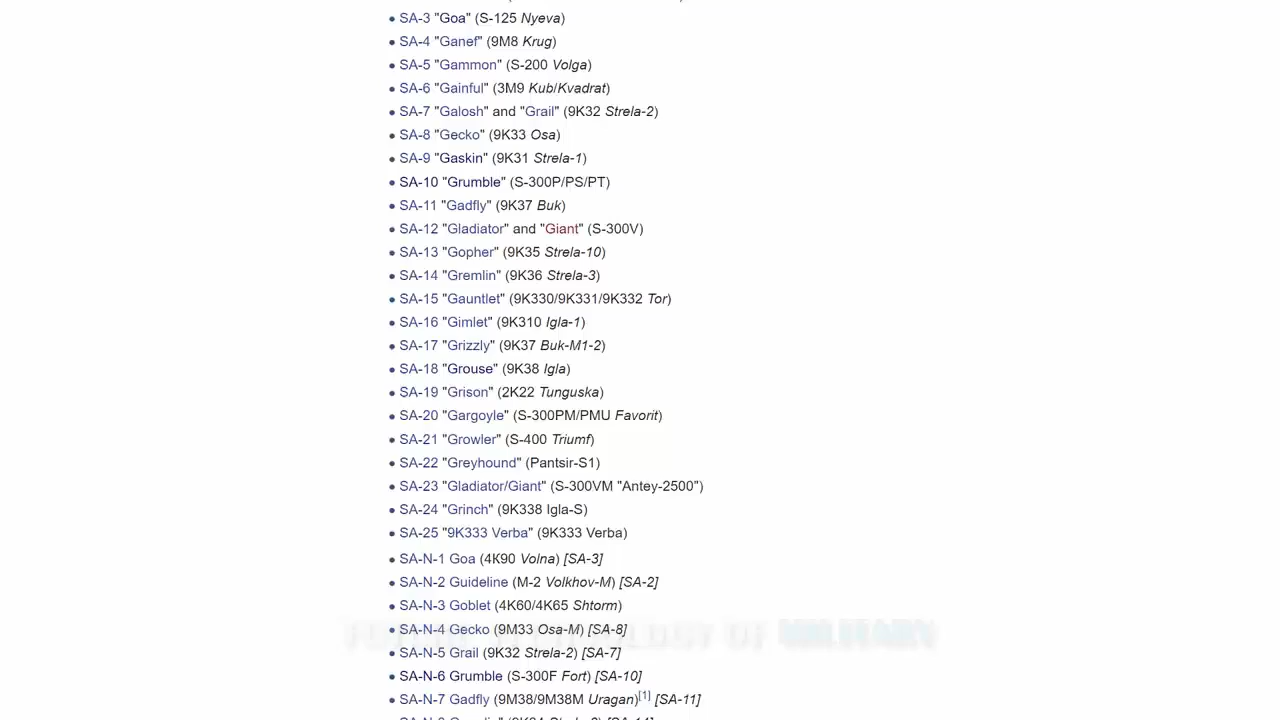 • SA-3 "Goa" (S-125 Nyeva)
• SA-4 "Ganef" (9M8 Krug)
• SA-5 "Gammon" (S-200 Volga)
• SA-6 "Gainful" (3M9 Kub/Kvadrat)
• SA-7 "Galosh" and "Grail" (9K32 Strela-2)
• SA-8 "Gecko" (9K33 Osa)
• SA-9 "Gaskin" (9K31 Strela-1)
• SA-10 "Grumble" (S-300P/PS/PT)
• SA-11 "Gadfly" (9K37 Buk)
• SA-12 "Gladiator" and "Giant" (S-300V)
• SA-13 "Gopher" (9K35 Strela-10)
• SA-14 "Gremlin" (9K36 Strela-3)
• SA-15 "Gauntlet" (9K330/9K331/9K332 Tor)
• SA-16 "Gimlet" (9K310 Igla-1)
• SA-17 "Grizzly" (9K37 Buk-M1-2)
• SA-18 "Grouse" (9K38 Igla)
• SA-19 "Grison" (2K22 Tunguska)
• SA-20 "Gargoyle" (S-300PM/PMU Favorit)
• SA-21 "Growler" (S-400 Triumf)
• SA-22 "Greyhound" (Pantsir-S1)
• SA-23 "Gladiator/Giant" (S-300VM "Antey-2500")
• SA-24 "Grinch" (9K338 Igla-S)
• SA-25 "9K333 Verba" (9K333 Verba)
• SA-N-1 Goa (4K90 Volna) [SA-3]
• SA-N-2 Guideline (M-2 Volkhov-M) [SA-2]
• SA-N-3 Goblet (4K60/4K65 Shtorm)
• SA-N-4 Gecko (9M33 Osa-M) [SA-8]
OF MILITARY
• SA-N-5 Grail (9K32 Strela-2) [SA-7]
• SA-N-6 Grumble (S-300F Fort) [SA-10]
• SA-N-7 Gadfly (9M38/9M38M Uragan)[1] [SA-11]